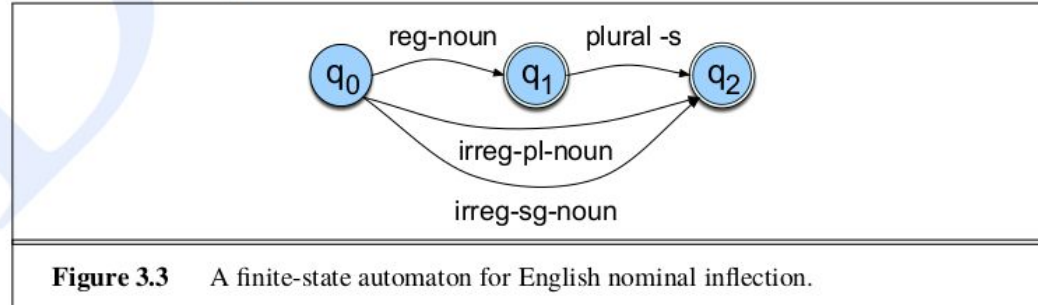 reg-noun plural -s
q0 q1 q2
irreg-pl-noun
irreg-sg-noun
Figure 3.3 A finite-state automaton for English nominal inflection.